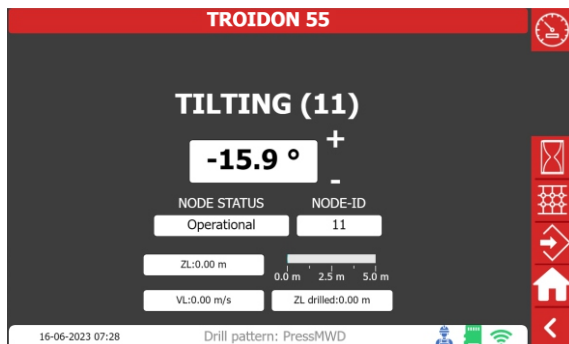 TROIDON 55
TILTING (11)
+
-15.9 °
-
NODE STATUS NODE-ID
Operational 11
ZL:0.00 m
0.0 m 2.5 m 5.0 m
VL:0.00 m/s ZL drilled:0.00 m
16-06-2023 07:28 Drill pattern: PressMWD